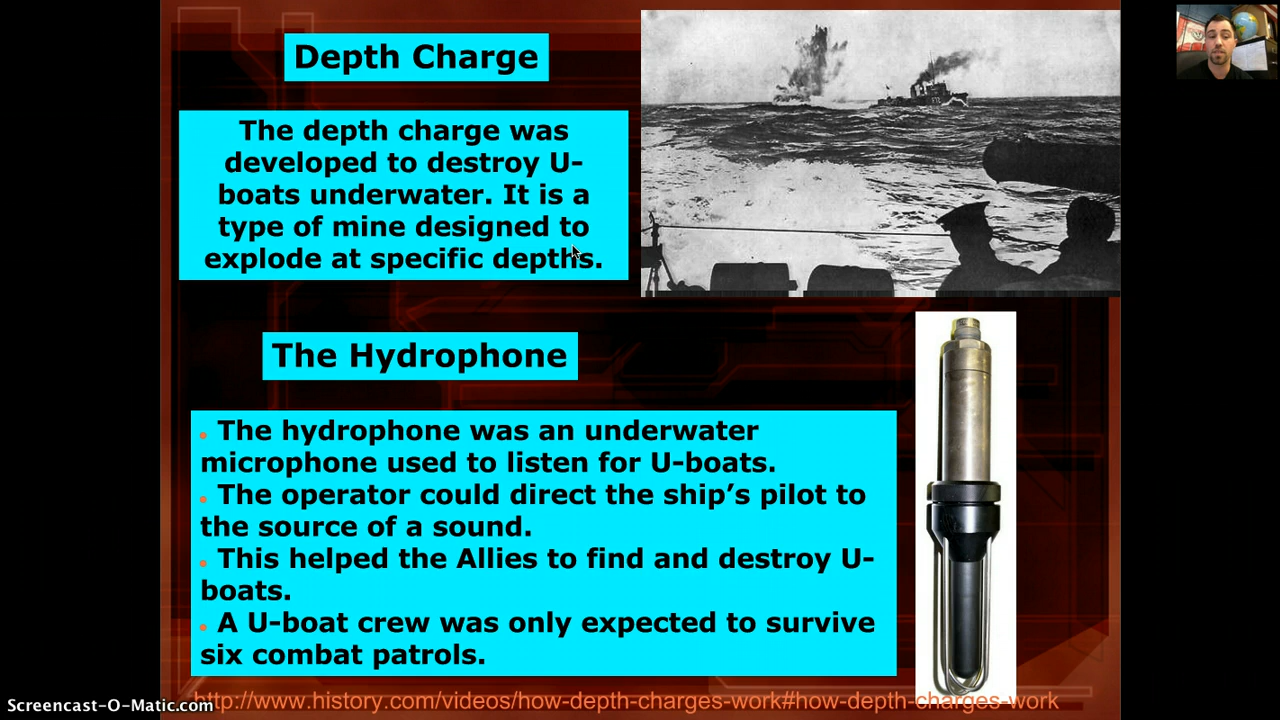 Depth Charge
The depth charge was
developed to destroy U-
boats underwater. It is a
type of mine designed to
explode at specific depths.
The Hydrophone
• The hydrophone was an underwater
microphone used to listen for U-boats.
• The operator could direct the ship’s pilot to
the source of a sound.
• This helped the Allies to find and destroy U-
boats.
• A U-boat crew was only expected to survive
six combat patrols.
http://www.history.com/videos/how-depth-charges-work#how-depth-charges-work
Screencast-O-Matic.com